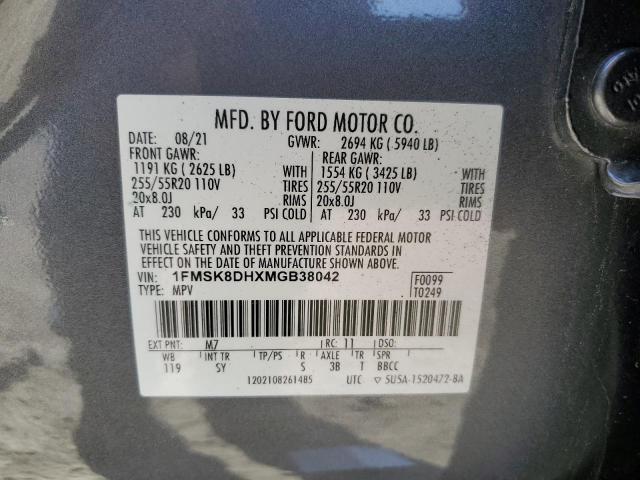 MFD. BY FORD MOTOR CO.
DATE: 08/21 GVWR: 2694 KG ( 5940 LB)
FRONT GAWR: REAR GAWR:
1191 KG ( 2625 LB) WITH 1554 KG ( 3425 LB) WITH
255/55R20 110V TIRES 255/55R20 110V TIRES
20x8.0J RIMS 20x8.0J RIMS
AT 230 kPa/ 33 PSI COLD AT 230 kPa/ 33 PSI COLD
THIS VEHICLE CONFORMS TO ALL APPLICABLE FEDERAL MOTOR
VEHICLE SAFETY AND THEFT PREVENTION STANDARDS IN EFFECT
ON THE DATE OF MANUFACTURE SHOWN ABOVE.
VIN: 1FMSK8DHXMGB38042 F0099
TYPE: MPV T0249
EXT PNT: M7 RC: 11 DSO:
WB INT TR TP/PS R AXLE TR SPR
119 SY S 3B T BBCC
1202108261485 UTC ▽ 5U5A-1520472-8A